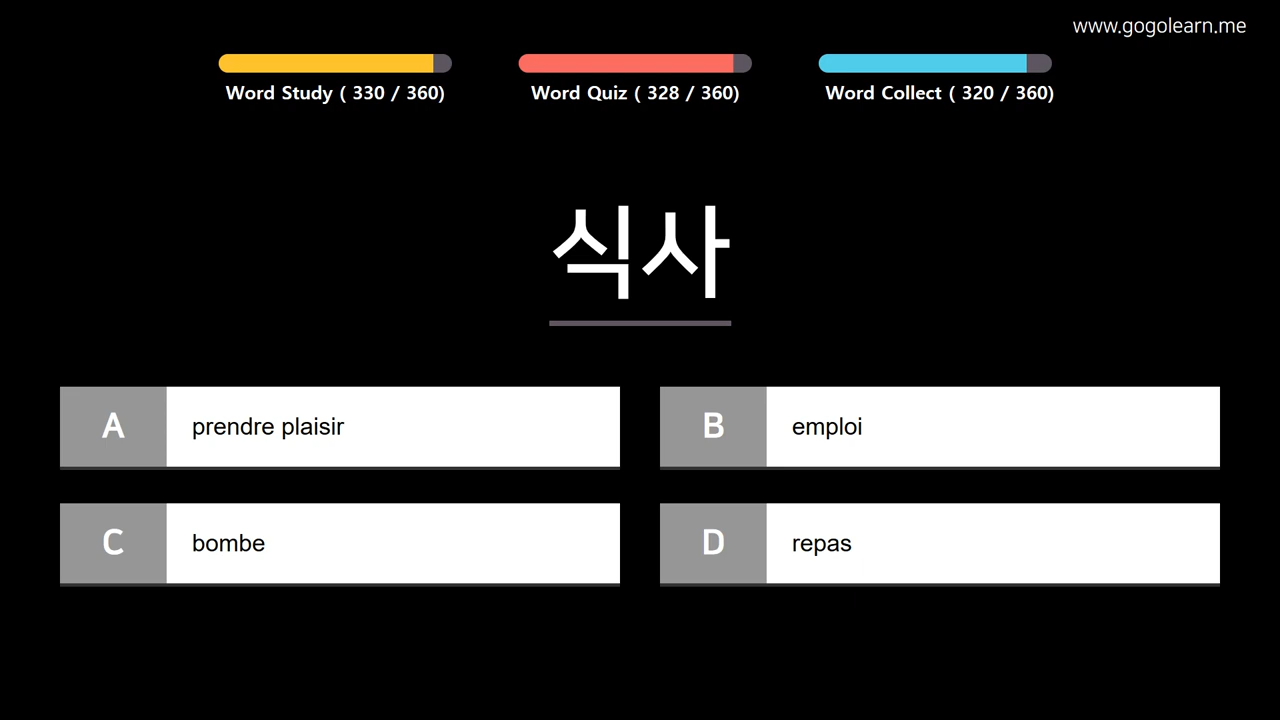 www.gogolearn.me
Word Study ( 330 / 360)
Word Quiz ( 328 / 360)
Word Collect ( 320 / 360)
식사
A
prendre plaisir
B
emploi
C
bombe
D
repas